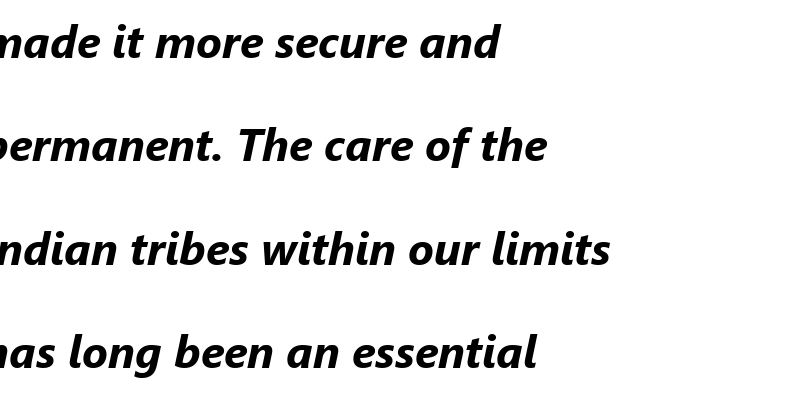 made it more secure and
permanent. The care of the
Indian tribes within our limits
has long been an essential